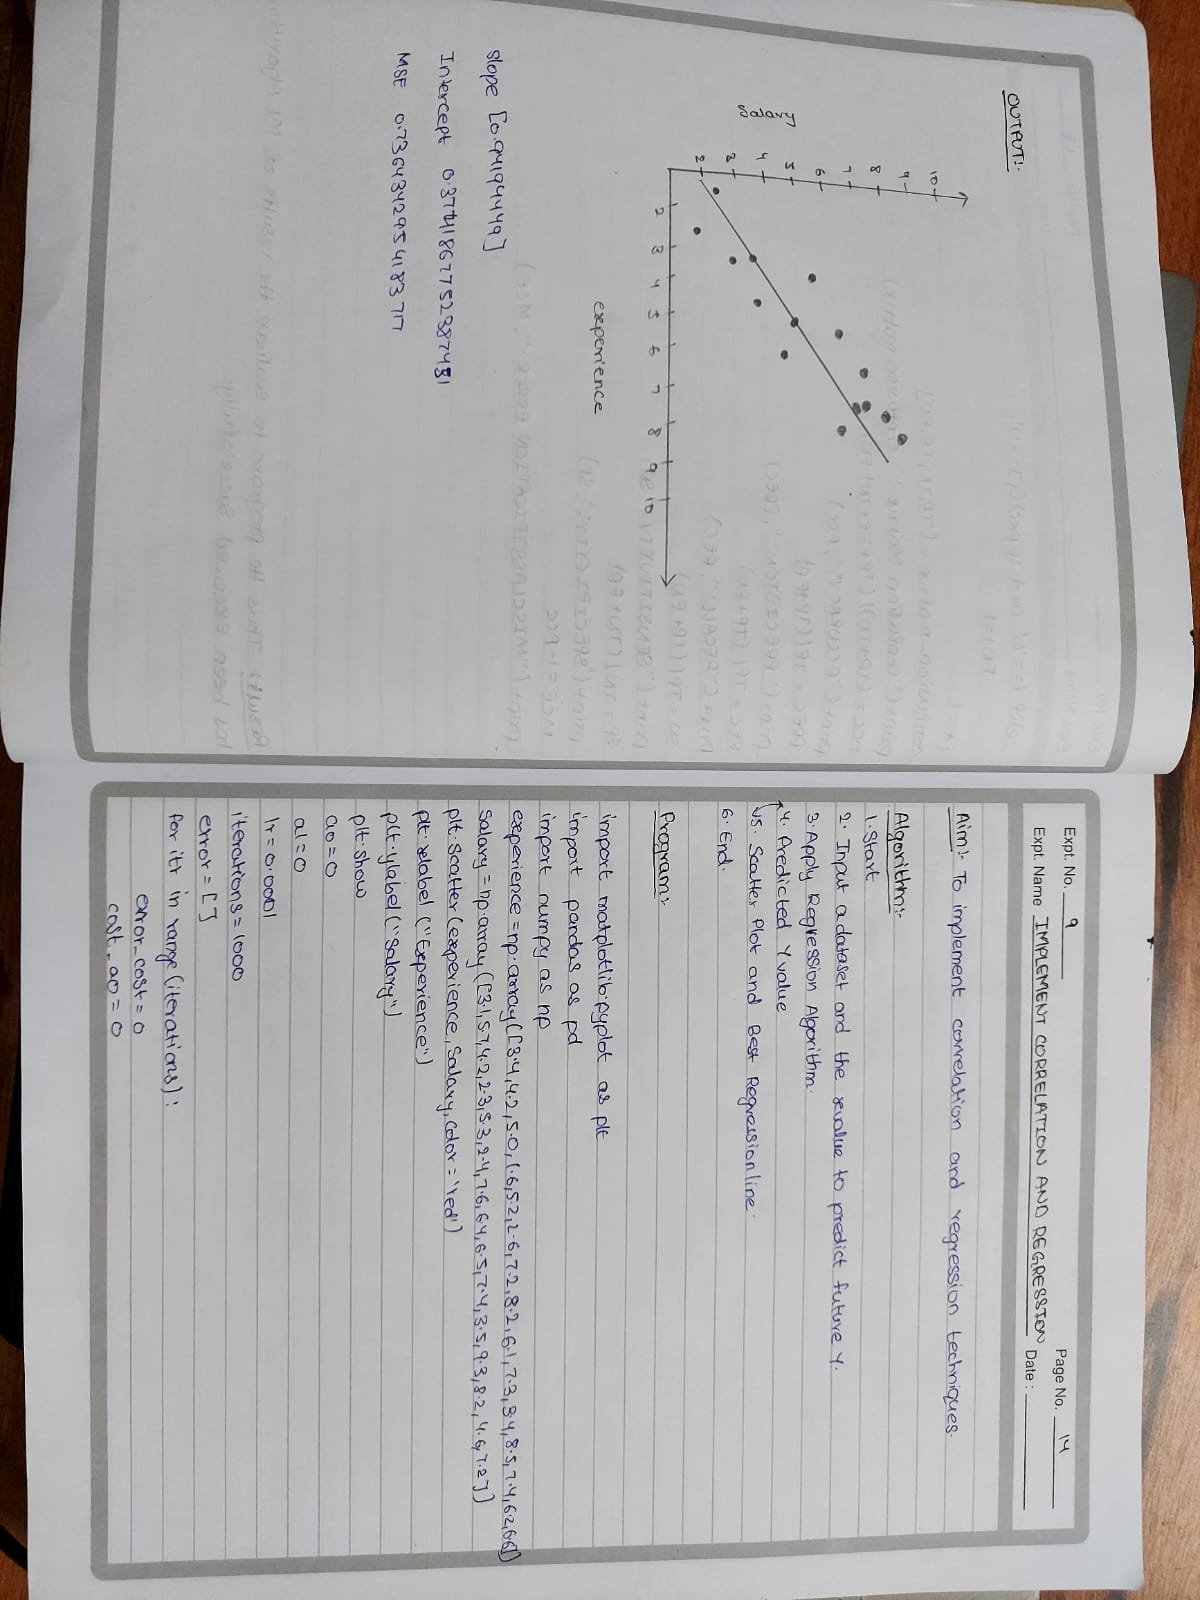 OUTPUT:-
10
9
8
7
6
5
4
3
2
Salary
2 3 4 5 6 7 8 9 10
experience
slope [0.94194449]
Intercept
MSE 0.7364342954183717
Expt. No. 9
Page No. 14
Expt. Name IMPLEMENT CORRELATION AND REGRESSION
Date :
Aim:- To implement correlation and regression techniques.
Algorithm:-
1. Start
2. Input a dataset and the xvalue to predict future Y.
3. Apply Regression Algorithm.
4. Predicted Y value
5. Scatter Plot and Best Regression line.
6. End.
Program:-
import matplotlib.pyplot as plt
import pandas as pd
import numpy as np
experience = np.array([3.4,4.2,5.0,1.6,5.2,2.6,7.2,8.2,6.1,7.3,3.4,8.5,7.4,6.2,6.6])
Salary = np.array([3.1,5.7,4.2,2.3,5.3,2.4,7.6,6.4,6.5,7.4,3.5,9.3,8.2,4.6,7.2])
plt.scatter(experience, Salary, color = 'red')
plt.xlabel ("Experience")
plt.ylabel ("Salary")
plt.show
a0 = 0
a1 = 0
lr = 0.0001
iterations = 1000
error = []
for itr in range (iterations) :
error_cost = 0
cost_a0 = 0